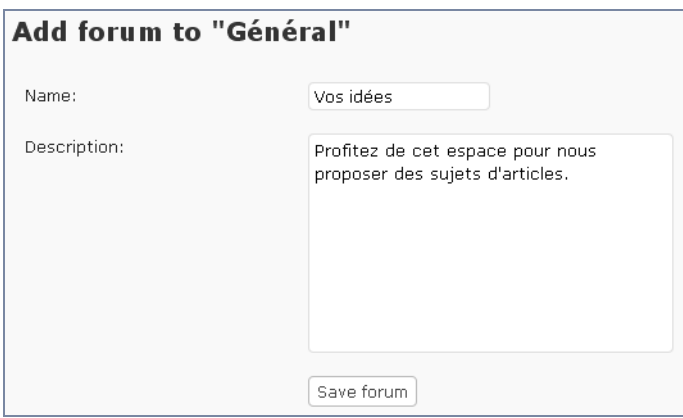 Add forum to "Général"
Name:
Vos idées
Description:
Profitez de cet espace pour nous
proposer des sujets d'articles.
Save forum